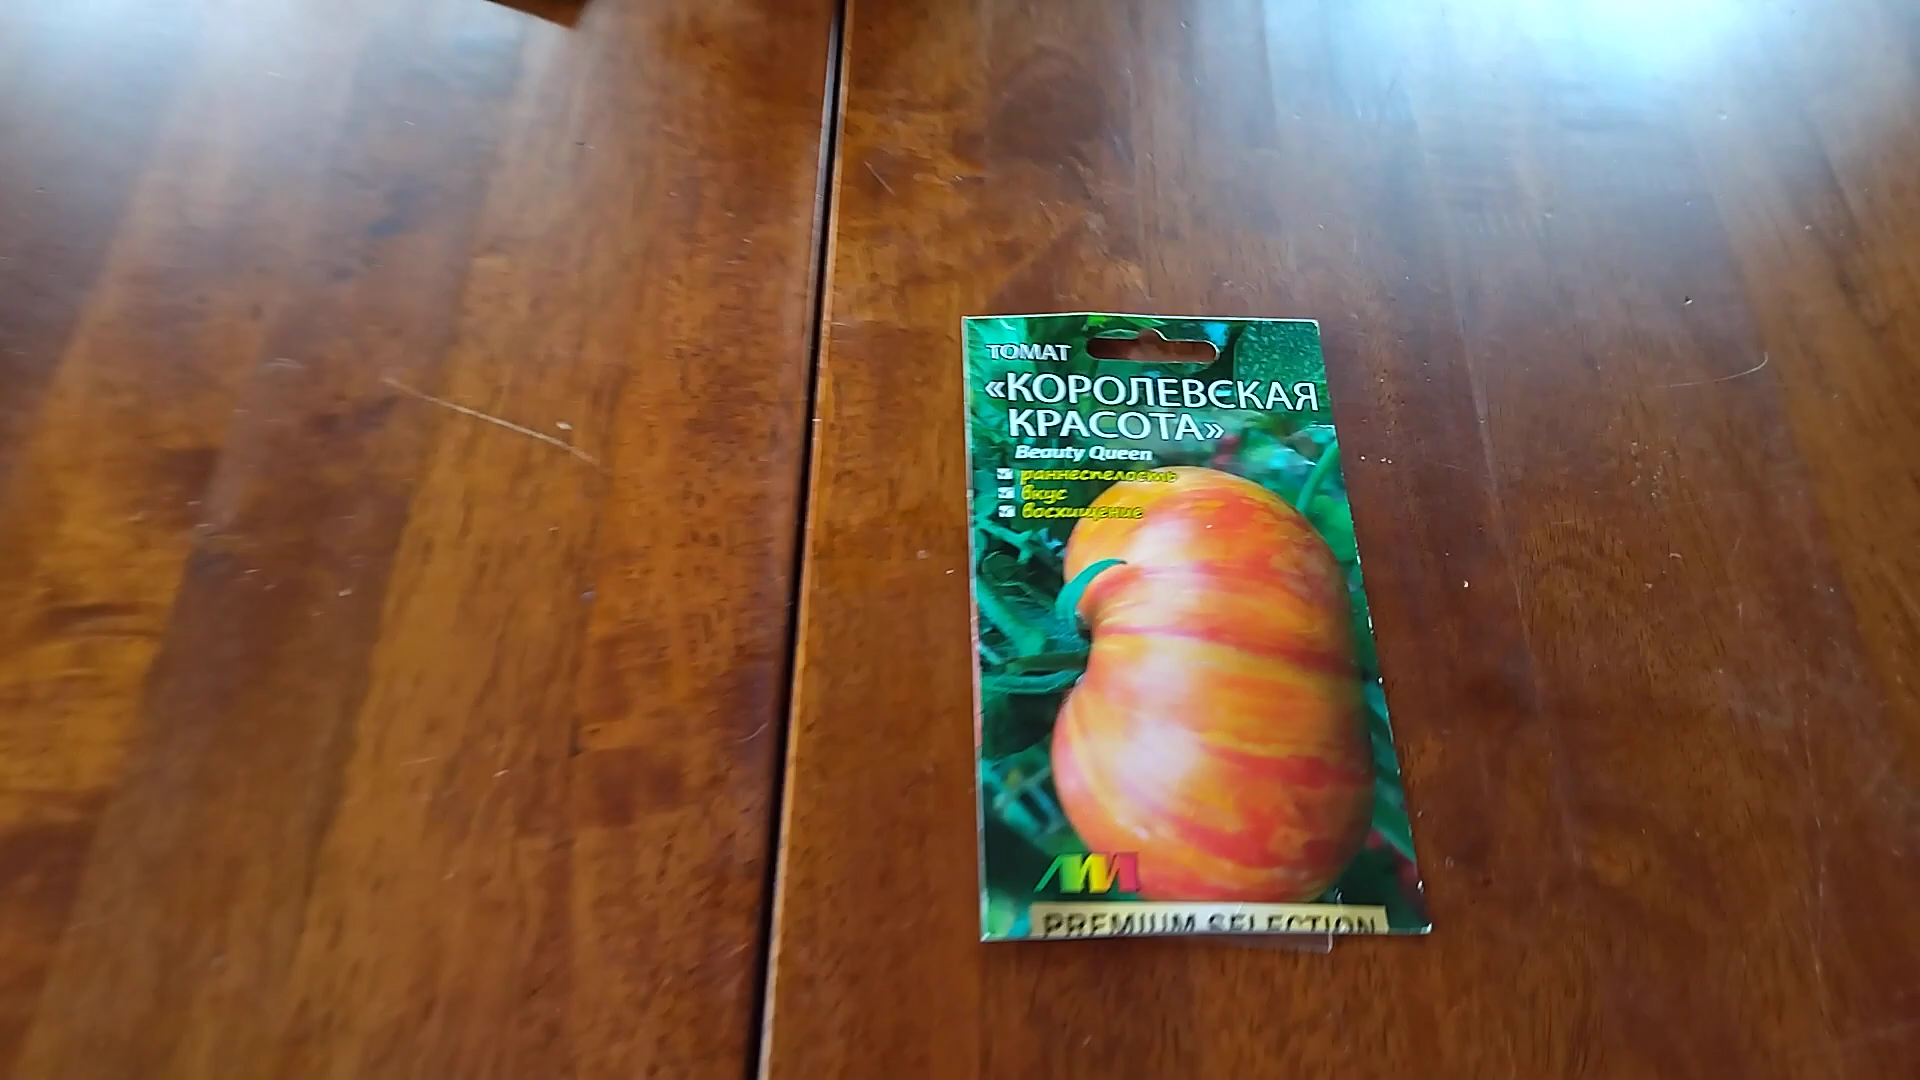 ТОМАТ
«КОРОЛЕВСКАЯ
КРАСОТА»
Beauty Queen
раннеспелость
вкус
восхищение
PREMIUM SELECTION